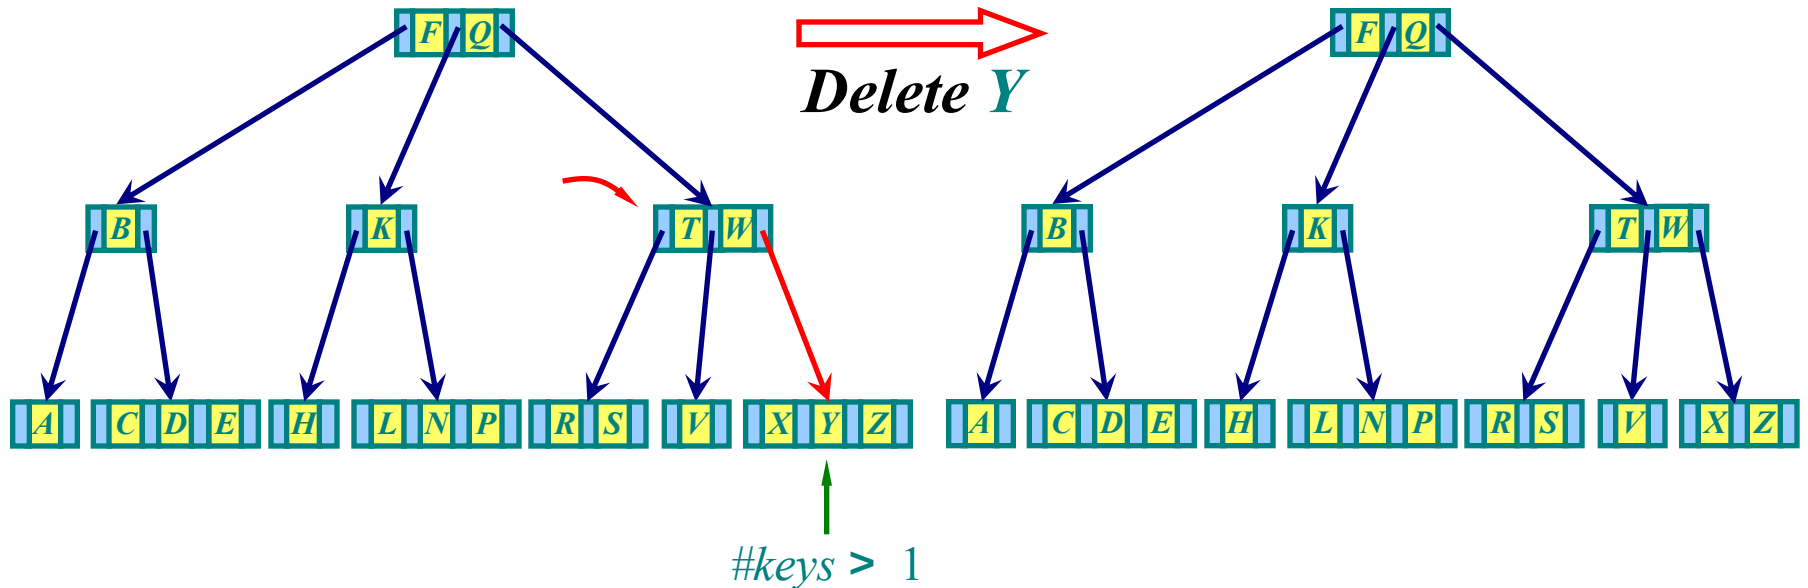 F Q F Q
Delete Y
B K T W B K T W
A C D E H L N P R S V X Y Z A C D E H L N P R S V X Z
#keys > 1